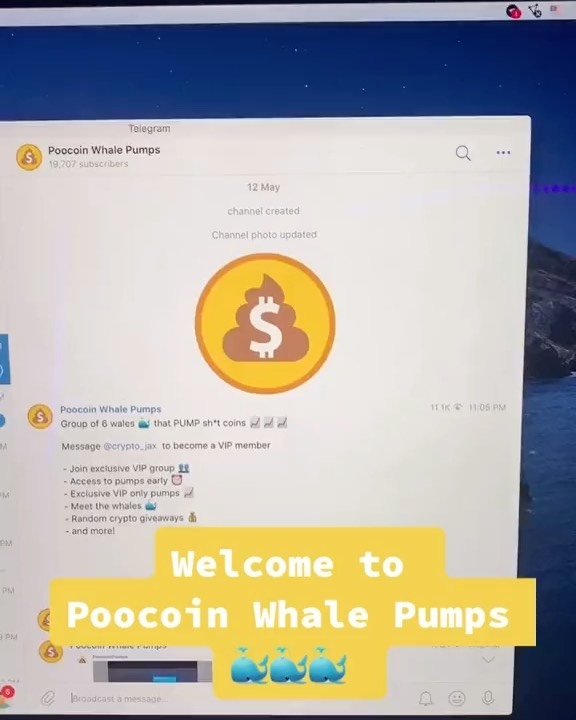 Telegram
Poocoin Whale Pumps
19,707 subscribers
12 May
channel created
Channel photo updated
$
Poocoin Whale Pumps
11.1K 11:05 PM
Group of 6 wales 🐳 that PUMP sh*t coins 📈📈📈
Message @crypto_jax to become a VIP member
- Join exclusive VIP group 👥
- Access to pumps early ⏰
- Exclusive VIP only pumps 📈
- Meet the whales 🐳
- Random crypto giveaways 💰
- and more!
Welcome to
Poocoin Whale Pumps
🐳🐳🐳
Poocoin Whale Pumps
Broadcast a message...